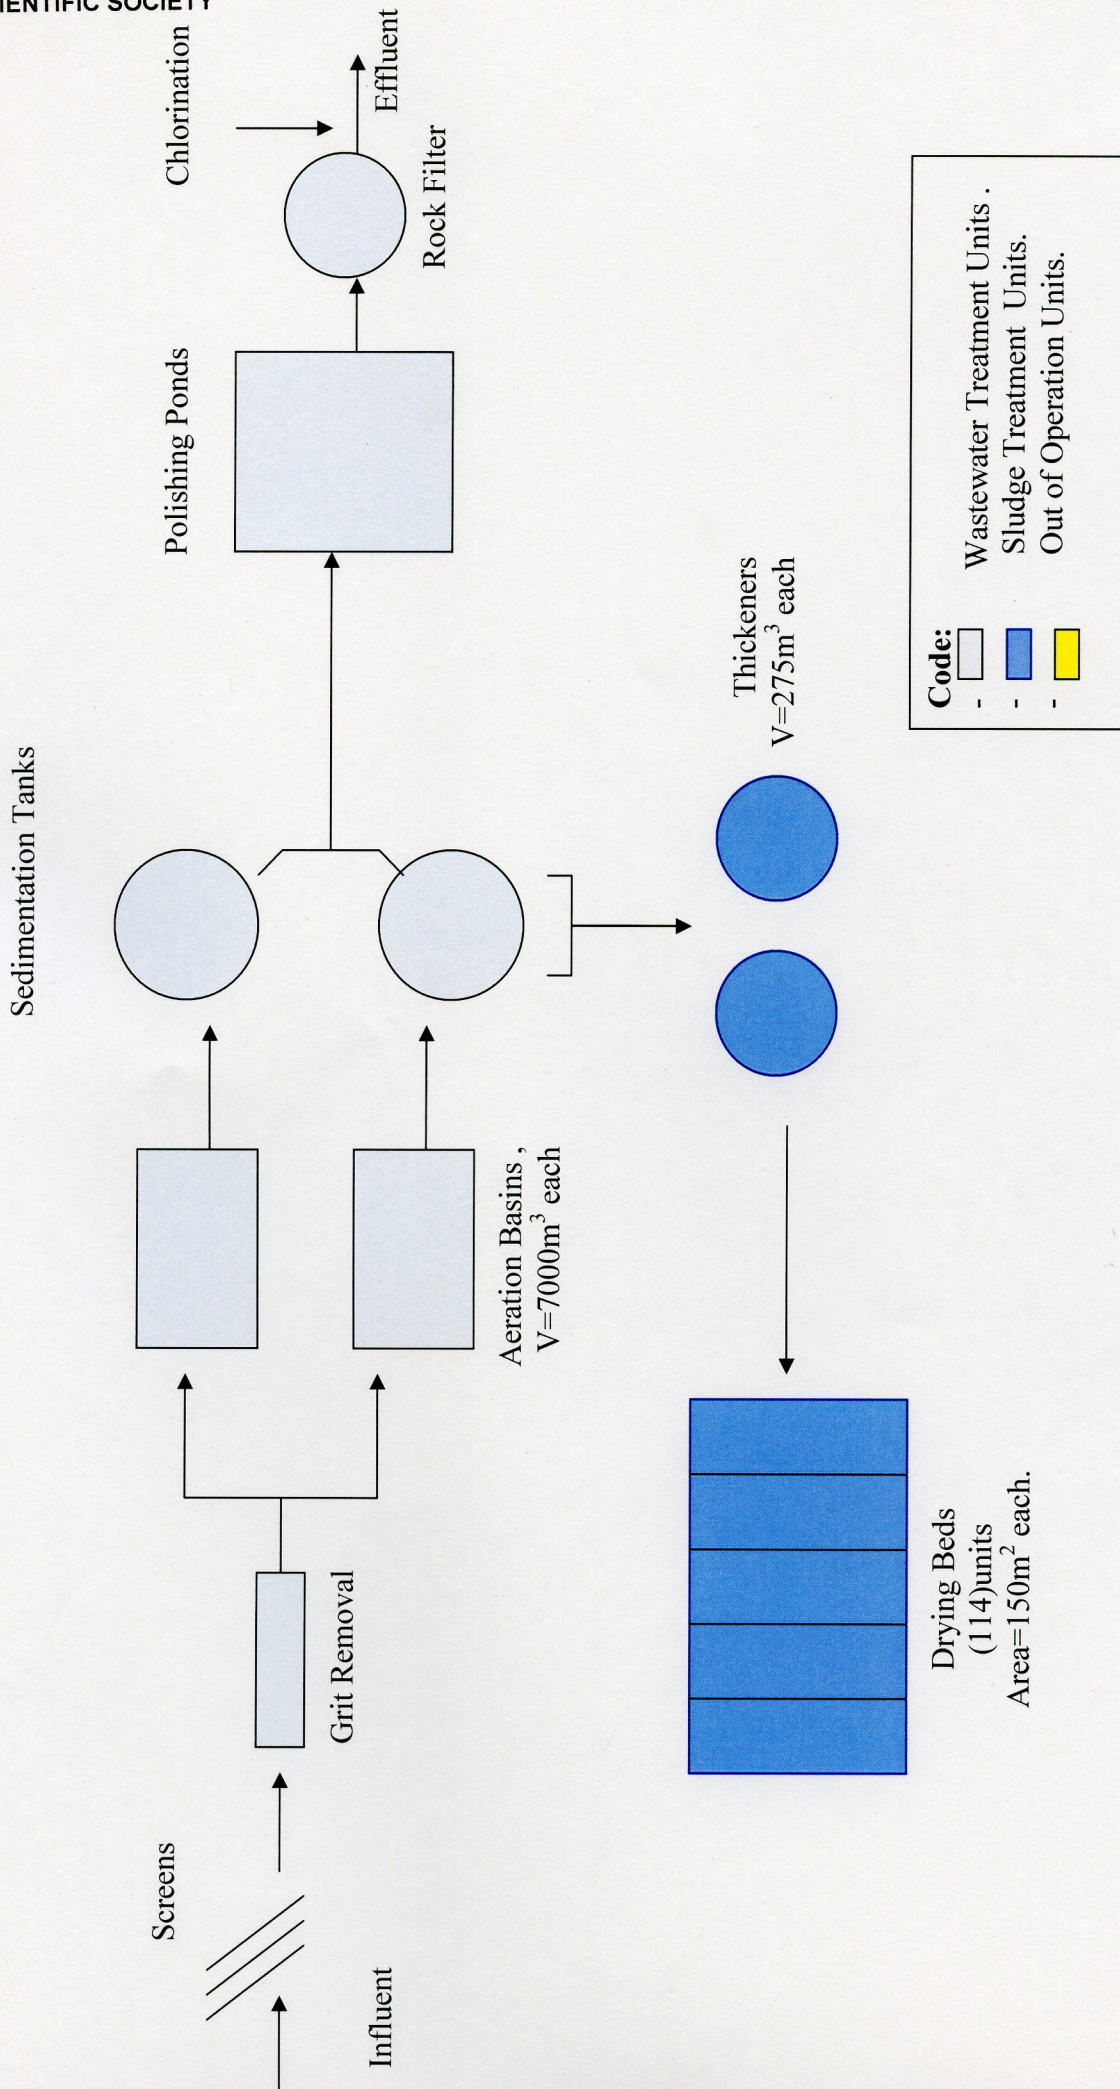 IENTIFIC SOCIETY
Sedimentation Tanks
Screens
Polishing Ponds
Chlorination
Influent
Grit Removal
Aeration Basins ,
V=7000m³ each
Rock Filter
Effluent
Thickeners
V=275m³ each
Drying Beds
(114)units
Area=150m² each.
Code:
- Wastewater Treatment Units .
- Sludge Treatment Units.
- Out of Operation Units.